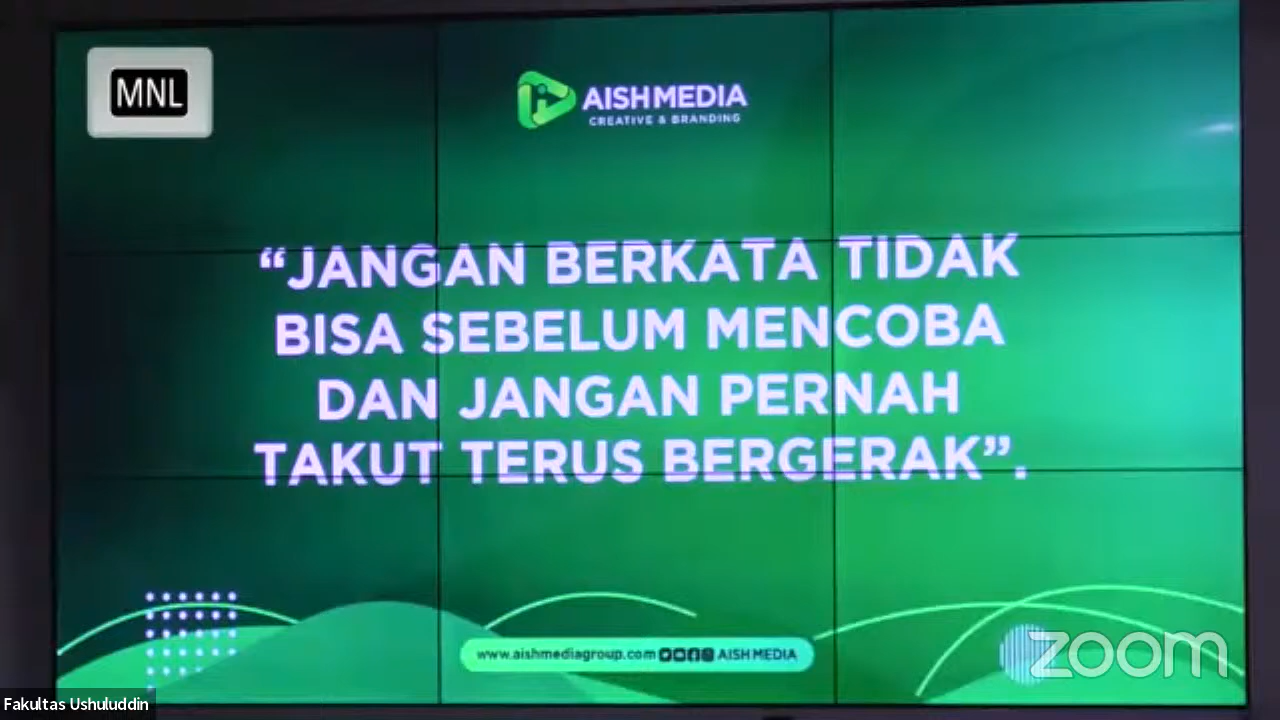 MNL
AISHMEDIA
CREATIVE & BRANDING
“JANGAN BERKATA TIDAK
BISA SEBELUM MENCOBA
DAN JANGAN PERNAH
TAKUT TERUS BERGERAK”.
www.aishmediagroup.com AISH MEDIA
zoom
Fakultas Ushuluddin